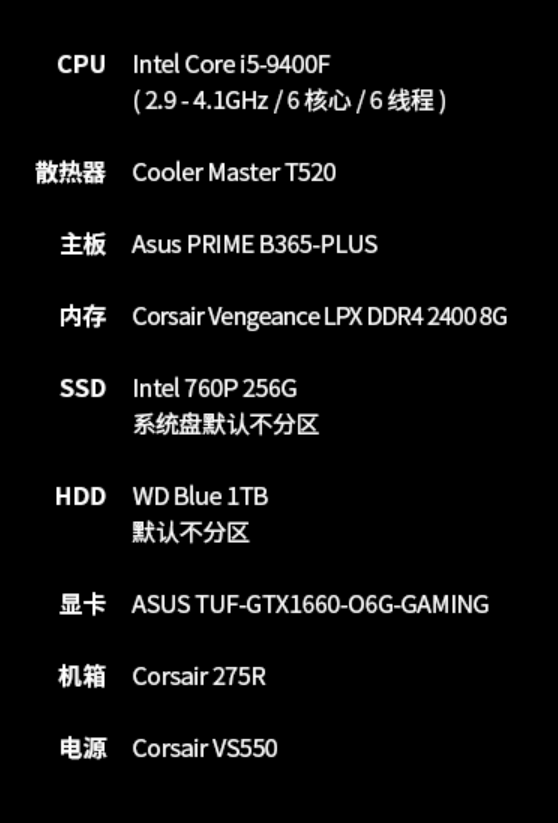 CPU Intel Core i5-9400F
( 2.9 - 4.1GHz / 6 核心 / 6 线程 )
散热器 Cooler Master T520
主板 Asus PRIME B365-PLUS
内存 Corsair Vengeance LPX DDR4 2400 8G
SSD Intel 760P 256G
系统盘默认不分区
HDD WD Blue 1TB
默认不分区
显卡 ASUS TUF-GTX1660-O6G-GAMING
机箱 Corsair 275R
电源 Corsair VS550